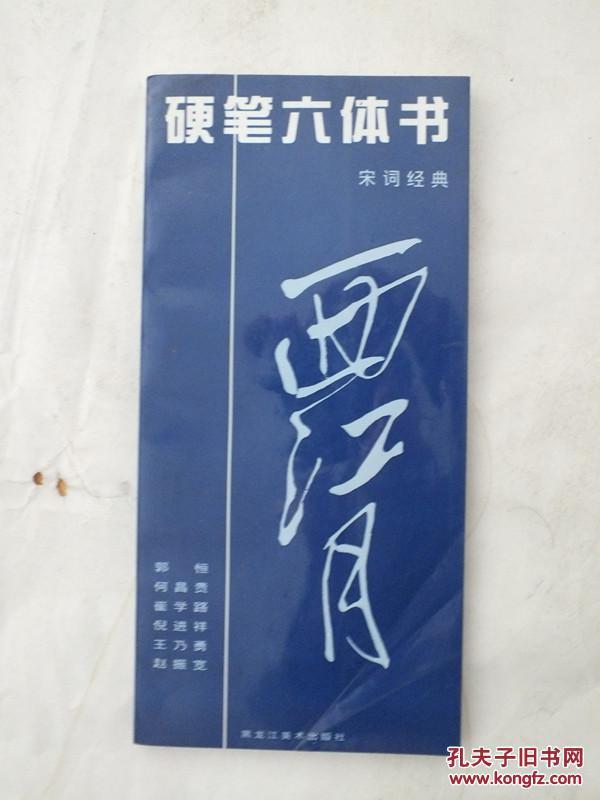 硬笔六体书
宋词经典
西江月
郭恒
何昌贵
崔学路
倪进祥
王乃勇
赵振宽
黑龙江美术出版社
孔夫子旧书网
www.kongfz.com